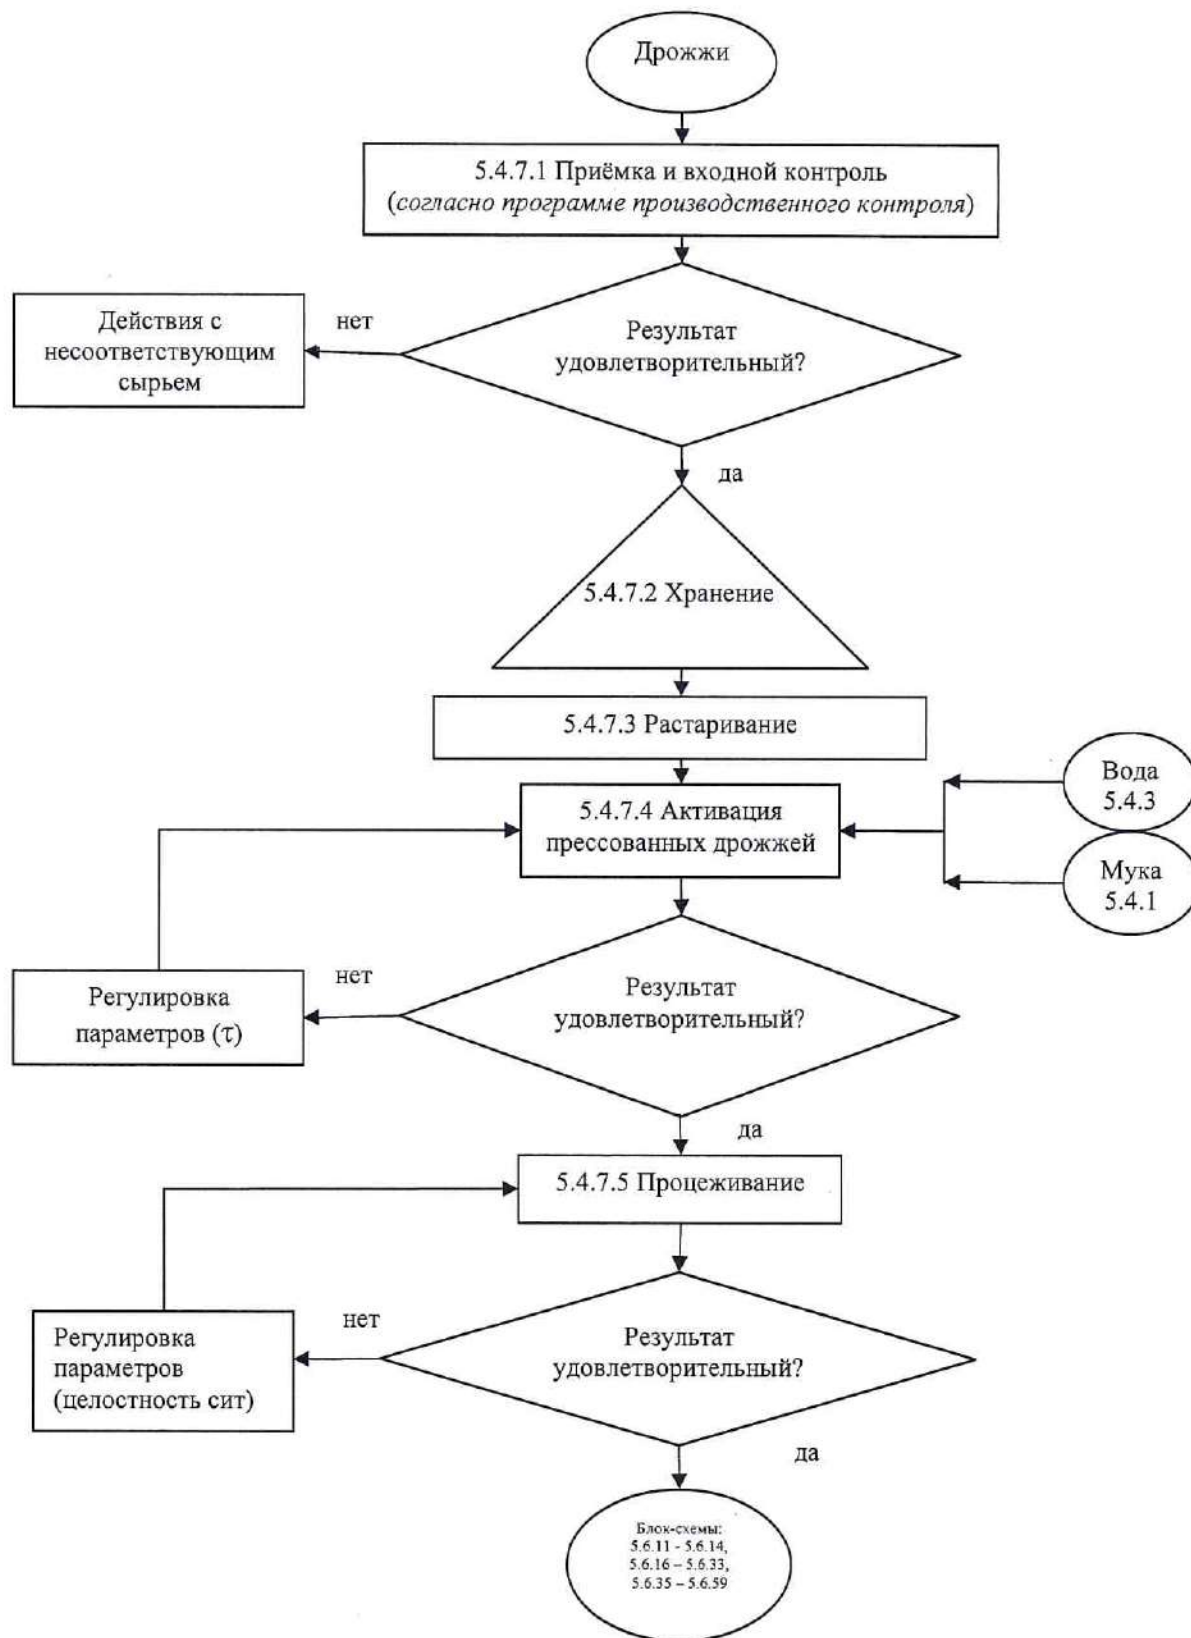 Дрожжи
5.4.7.1 Приёмка и входной контроль
(согласно программе производственного контроля)
Действия с
несоответствующим
сырьем
нет
Результат
удовлетворительный?
да
5.4.7.2 Хранение
5.4.7.3 Растаривание
5.4.7.4 Активация
прессованных дрожжей
Вода
5.4.3
Мука
5.4.1
Регулировка
параметров (τ)
нет
Результат
удовлетворительный?
да
5.4.7.5 Процеживание
Регулировка
параметров
(целостность сит)
нет
Результат
удовлетворительный?
да
Блок-схемы:
5.6.11 - 5.6.14,
5.6.16 – 5.6.33,
5.6.35 – 5.6.59